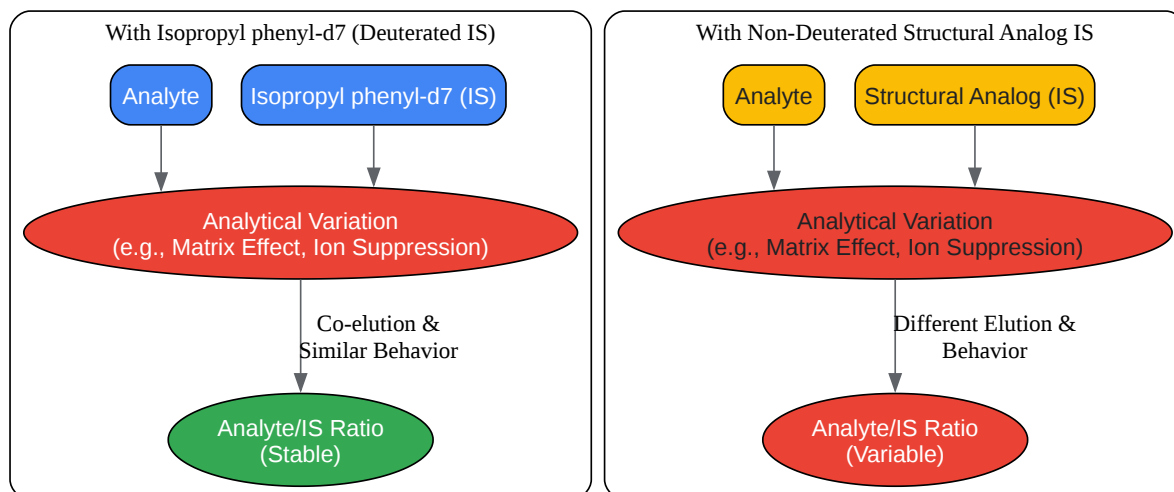 With Isopropyl phenyl-d7 (Deuterated IS)
Analyte
Isopropyl phenyl-d7 (IS)
Analytical Variation
(e.g., Matrix Effect, Ion Suppression)
Co-elution &
Similar Behavior
Analyte/IS Ratio
(Stable)
With Non-Deuterated Structural Analog IS
Analyte
Structural Analog (IS)
Analytical Variation
(e.g., Matrix Effect, Ion Suppression)
Different Elution &
Behavior
Analyte/IS Ratio
(Variable)